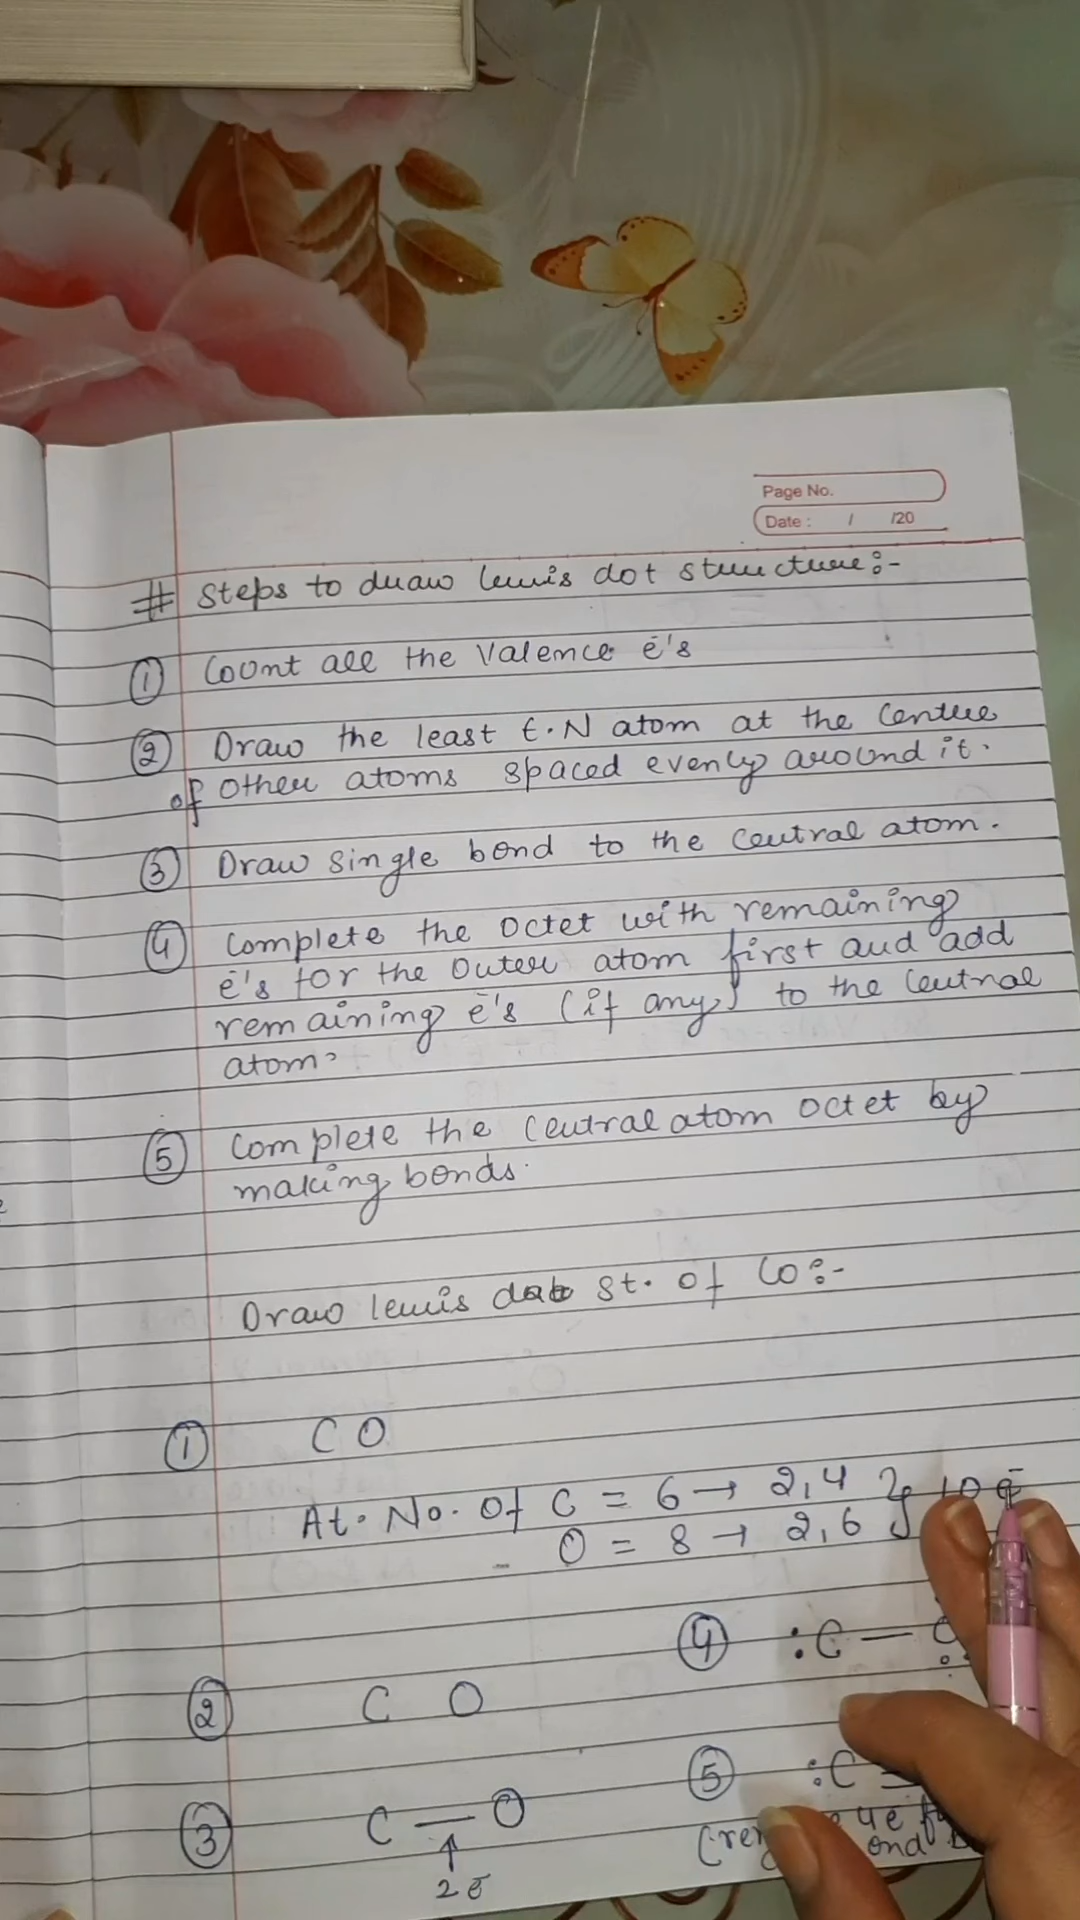 Page No.
Date : / /20
# Steps to draw lewis dot structure:-
① Count all the Valence ē's
② Draw the least E.N atom at the centre
of other atoms spaced evenly around it.
③ Draw single bond to the central atom.
④ Complete the octet with remaining
ē's for the outer atom first and add
remaining ē's (if any) to the central
atom.
⑤ Complete the central atom octet by
making bonds.
Draw lewis st. of CO:-
① CO
At. No. Of C = 6 → 2,4 } 10 ē
O = 8 → 2,6
④ :C —
② C O
⑤ :C
③ C — O
↑
2ē